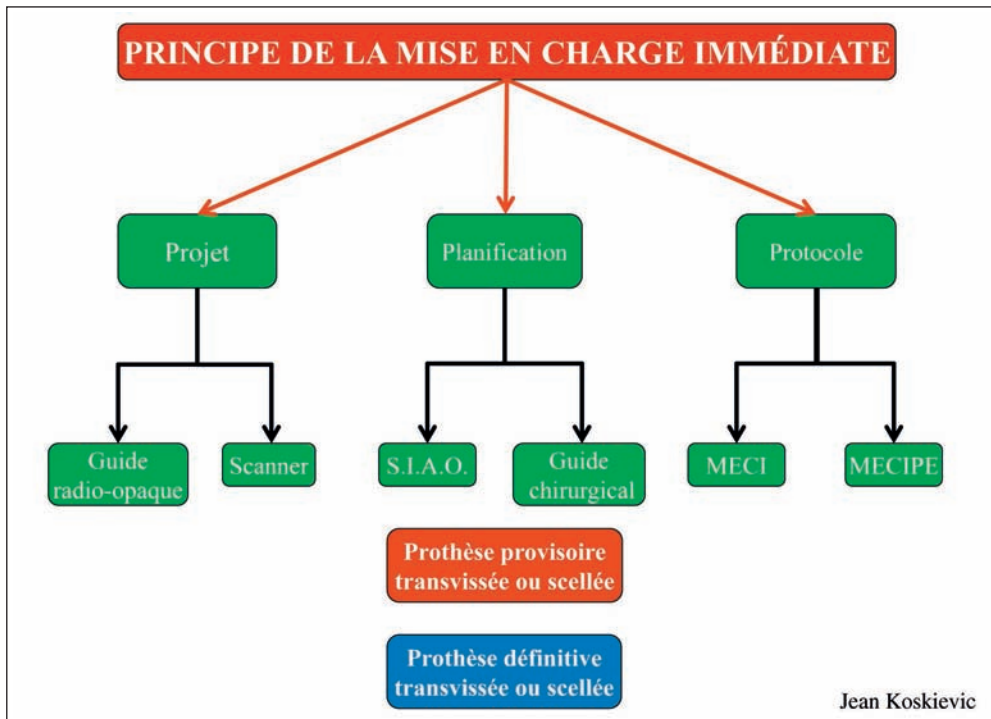 PRINCIPE DE LA MISE EN CHARGE IMMÉDIATE
Projet
Planification
Protocole
Guide
radio-opaque
Scanner
S.I.A.O.
Guide
chirurgical
MECI
MECIPE
Prothèse provisoire
transvissée ou scellée
Prothèse définitive
transvissée ou scellée
Jean Koskievic